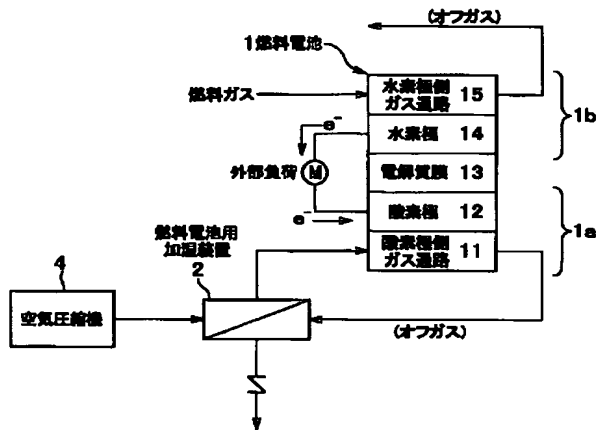 (オフガス)
1燃料電池
燃料ガス
水素極側
ガス通路 15
水素極 14
1b
e⁻
外部負荷 M
電解質膜 13
e⁻
酸素極 12
1a
酸素極側
ガス通路 11
燃料電池用
加湿装置
2
4
空気圧縮機
(オフガス)